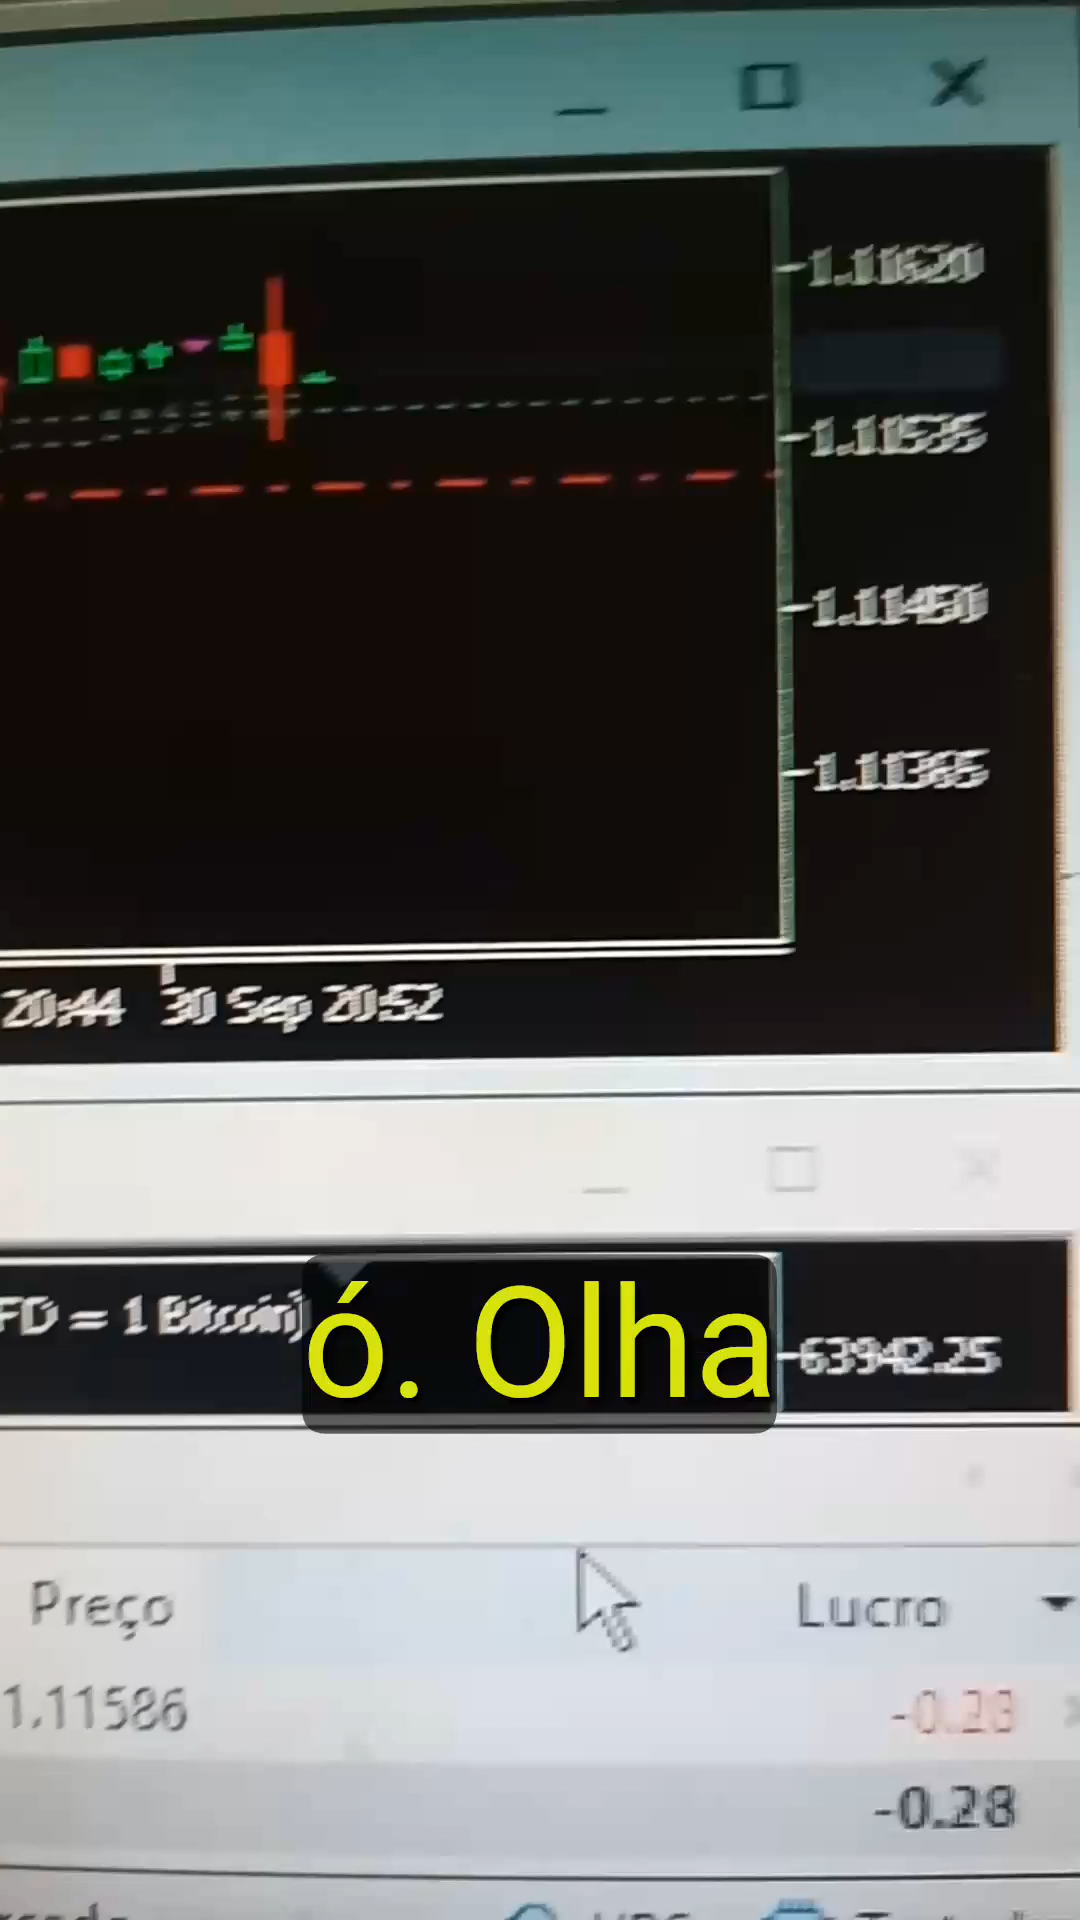 1.11620
1.11535
1.11450
1.11365
20:44 30 Sep 20:52
FD = 1 Bitcoin)
ó. Olha
63942.25
Preço Lucro
1.11586 -0.28
-0.28